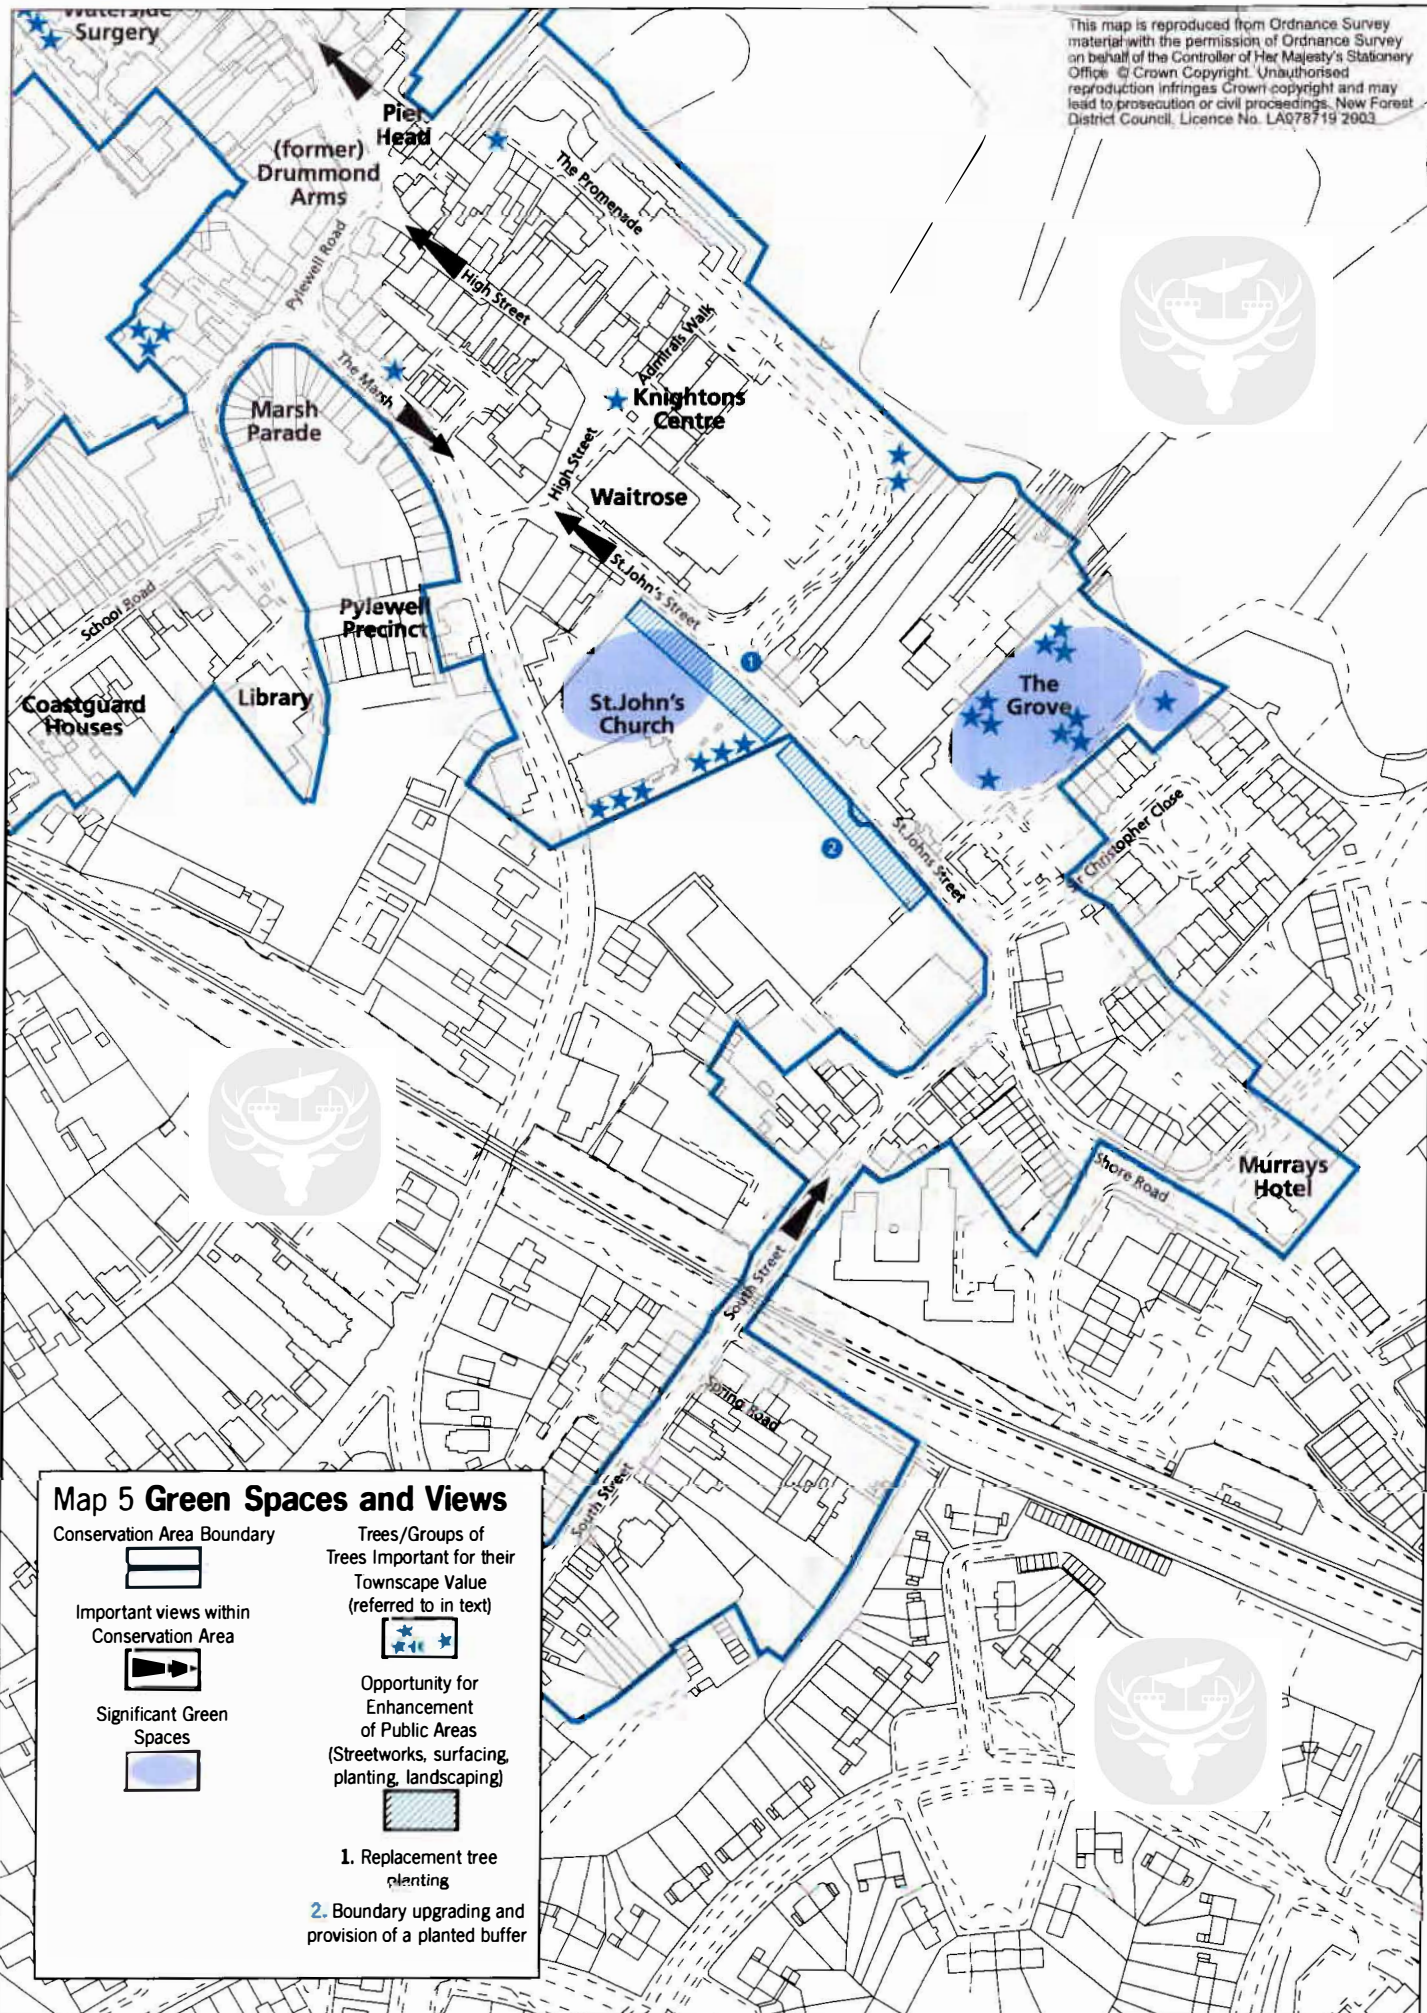 Waterside
Surgery
This map is reproduced from Ordnance Survey
material with the permission of Ordnance Survey
on behalf of the Controller of Her Majesty's Stationery
Office © Crown Copyright. Unauthorised
reproduction infringes Crown copyright and may
lead to prosecution or civil proceedings. New Forest
District Council. Licence No. LA078719 2003
Pier
Head
(former)
Drummond
Arms
The Promenade
Pylewell Road
High Street
Admirals Walk
The Marsh
Knightons
Centre
Marsh
Parade
High Street
Waitrose
St.John's Street
School Road
Pylewell
Precinct
1
The
Grove
Coastguard
Houses
Library
St.John's
Church
2
St.Johns Street
Christopher Close
Shore Road
Murrays
Hotel
South Street
Spring Road
South Street
Map 5 Green Spaces and Views
Conservation Area Boundary
Important views within
Conservation Area
Significant Green
Spaces
Trees/Groups of
Trees Important for their
Townscape Value
(referred to in text)
Opportunity for
Enhancement
of Public Areas
(Streetworks, surfacing,
planting, landscaping)
1. Replacement tree
planting
2. Boundary upgrading and
provision of a planted buffer